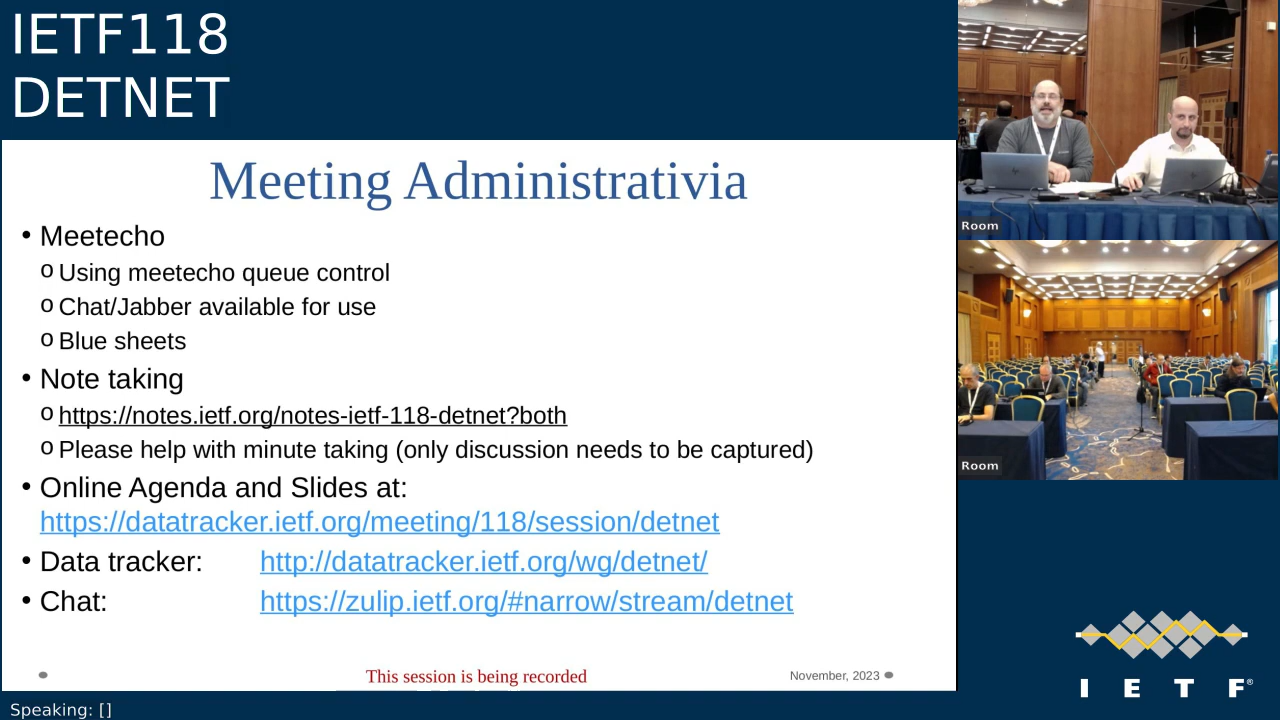 IETF118
DETNET
Meeting Administrativia
• Meetecho
o Using meetecho queue control
o Chat/Jabber available for use
o Blue sheets
• Note taking
o https://notes.ietf.org/notes-ietf-118-detnet?both
o Please help with minute taking (only discussion needs to be captured)
• Online Agenda and Slides at:
https://datatracker.ietf.org/meeting/118/session/detnet
• Data tracker: http://datatracker.ietf.org/wg/detnet/
• Chat: https://zulip.ietf.org/#narrow/stream/detnet
This session is being recorded
November, 2023
Room
Room
I E T F®
Speaking: []